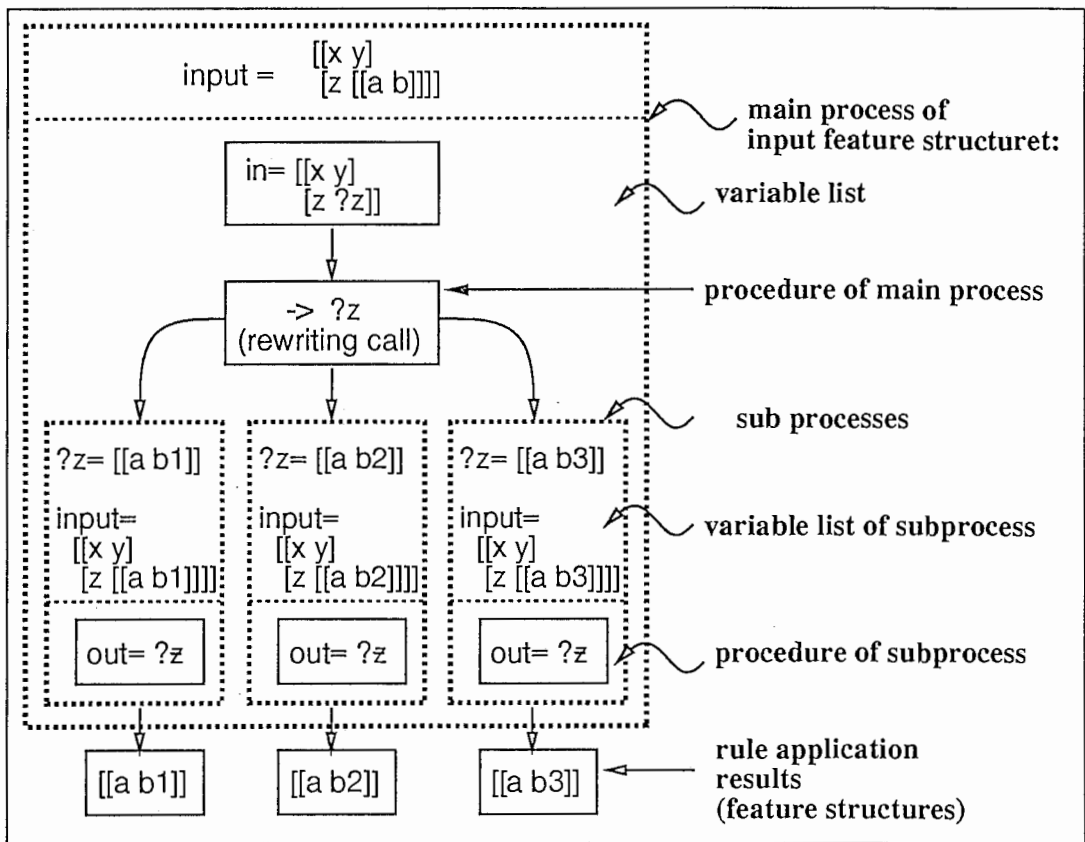 input = [[x y]
[z [[a b]]]]
main process of
input feature structuret:
in= [[x y]
[z ?z]]
variable list
-> ?z
(rewriting call)
procedure of main process
sub processes
?z= [[a b1]]
input=
[[x y]
[z [[a b1]]]]
?z= [[a b2]]
input=
[[x y]
[z [[a b2]]]]
?z= [[a b3]]
input=
[[x y]
[z [[a b3]]]]
variable list of subprocess
out= ?z
out= ?z
out= ?z
procedure of subprocess
[[a b1]]
[[a b2]]
[[a b3]]
rule application
results
(feature structures)